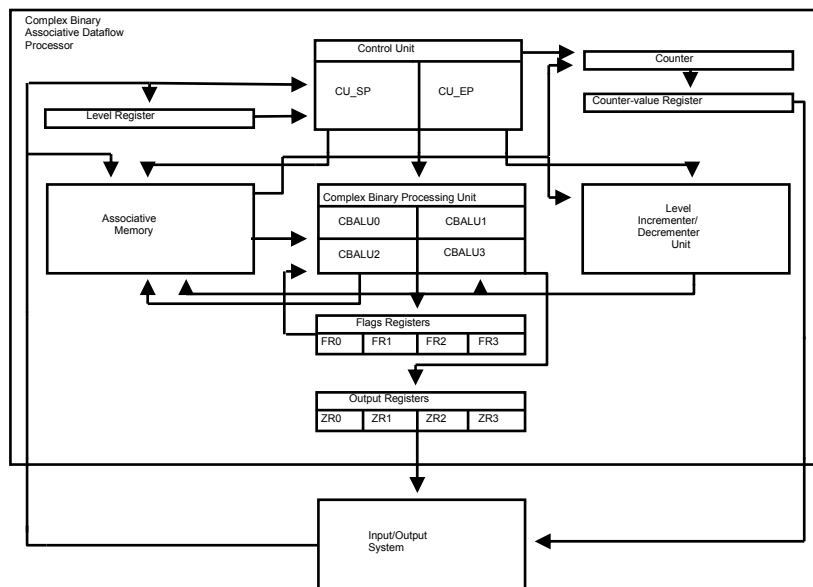 Complex Binary
Associative Dataflow
Processor
Control Unit
CU_SP
CU_EP
Counter
Counter-value Register
Level Register
Associative
Memory
Complex Binary Processing Unit
CBALU0
CBALU1
CBALU2
CBALU3
Level
Incrementer/
Decrementer
Unit
Flags Registers
FR0
FR1
FR2
FR3
Output Registers
ZR0
ZR1
ZR2
ZR3
Input/Output
System